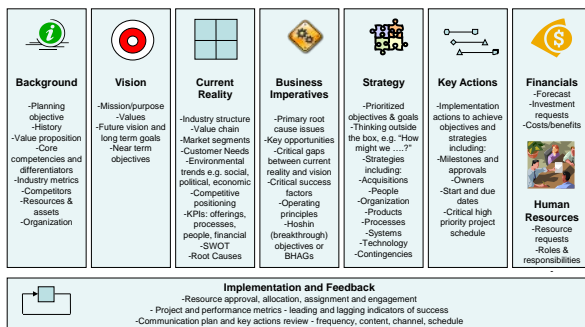 Background
-Planning
objective
-History
-Value proposition
-Core
competencies and
differentiators
-Industry metrics
-Competitors
-Resources &
assets
-Organization
Vision
-Mission/purpose
-Values
-Future vision and
long term goals
-Near term
objectives
Current
Reality
-Industry structure
-Value chain
-Market segments
-Customer Needs
-Environmental
trends e.g. social,
political, economic
-Competitive
positioning
-KPIs: offerings,
processes,
people, financial
-SWOT
-Root Causes
Business
Imperatives
-Primary root
cause issues
-Key opportunities
-Critical gaps
between current
reality and vision
-Critical success
factors
-Operating
principles
-Hoshin
(breakthrough)
objectives or
BHAGs
Strategy
-Prioritized
objectives & goals
-Thinking outside
the box, e.g. "How
might we ....?"
-Strategies
including:
-Acquisitions
-People
-Organization
-Products
-Processes
-Systems
-Technology
-Contingencies
Key Actions
-Implementation
actions to achieve
objectives and
strategies including:
-Milestones and
approvals
-Owners
-Start and due
dates
-Critical high
priority project
schedule
$
Financials
-Forecast
-Investment
requests
-Costs/benefits
Human
Resources
-Resource
requests
-Roles &
responsibilities
-
Implementation and Feedback
-Resource approval, allocation, assignment and engagement
- Project and performance metrics - leading and lagging indicators of success
-Communication plan and key actions review - frequency, content, channel, schedule